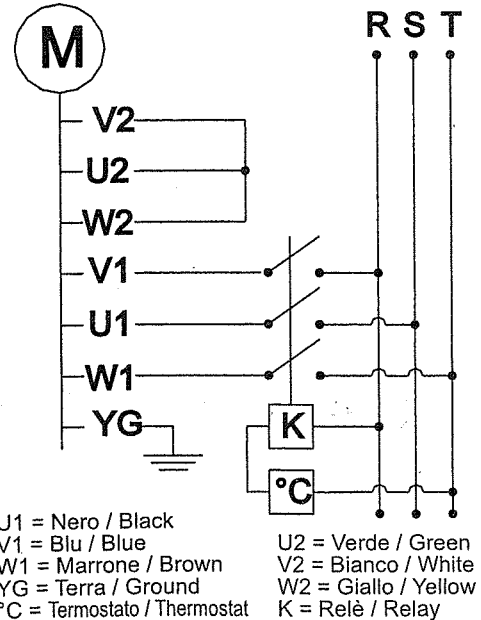 M
R S T
V2
U2
W2
V1
U1
W1
YG
K
°C
U1 = Nero / Black
V1 = Blu / Blue
W1 = Marrone / Brown
YG = Terra / Ground
°C = Termostato / Thermostat
U2 = Verde / Green
V2 = Bianco / White
W2 = Giallo / Yellow
K = Relè / Relay